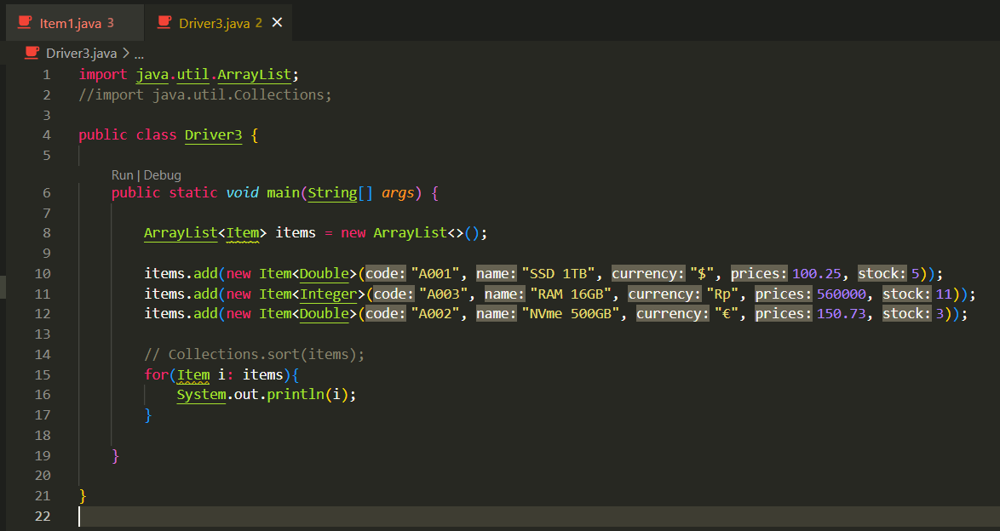 Item1.java 3 Driver3.java 2 ×
Driver3.java > ...
1 import java.util.ArrayList;
2 //import java.util.Collections;
3
4 public class Driver3 {
5
Run | Debug
6 public static void main(String[] args) {
7
8 ArrayList<Item> items = new ArrayList<>();
9
10 items.add(new Item<Double>(code: "A001", name: "SSD 1TB", currency: "$", prices: 100.25, stock: 5));
11 items.add(new Item<Integer>(code: "A003", name: "RAM 16GB", currency: "Rp", prices: 560000, stock: 11));
12 items.add(new Item<Double>(code: "A002", name: "NVme 500GB", currency: "€", prices: 150.73, stock: 3));
13
14 // Collections.sort(items);
15 for(Item i: items){
16 System.out.println(i);
17 }
18
19 }
20
21 }
22